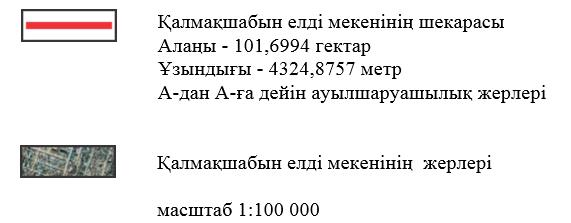 Қалмақшабын елді мекенінің шекарасы
Алаңы - 101,6994 гектар
Ұзындығы - 4324,8757 метр
А-дан А-ға дейін ауылшаруашылық жерлері
Қалмақшабын елді мекенінің жерлері
масштаб 1:100 000